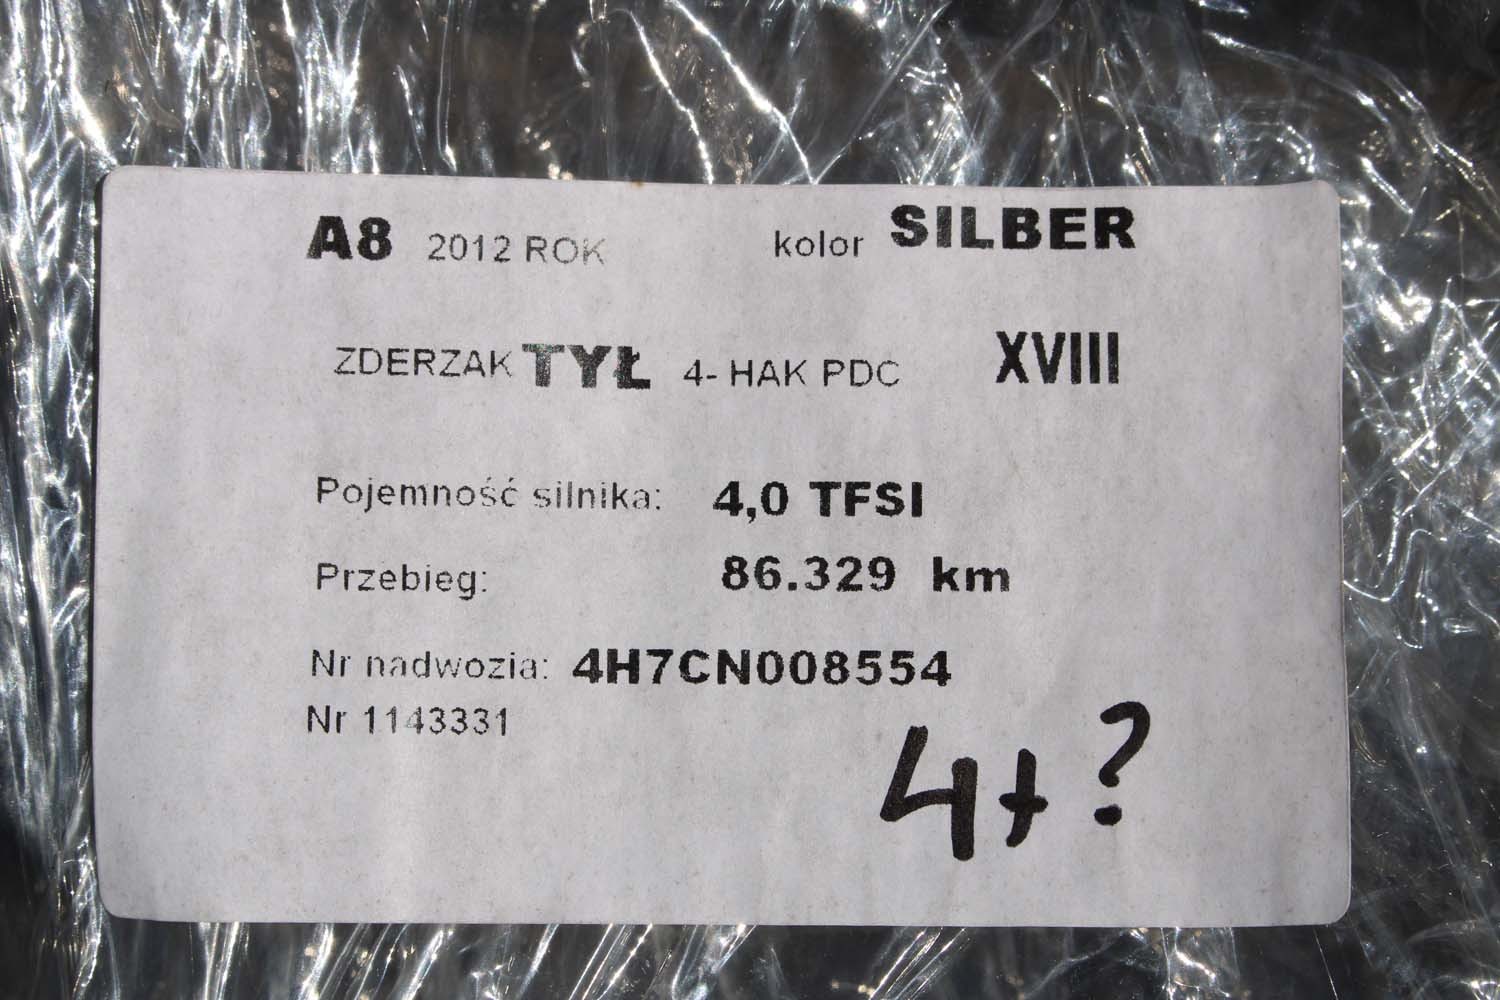 A8 2012 ROK kolor SILBER
ZDERZAK TYŁ 4- HAK PDC XVIII
Pojemność silnika: 4,0 TFSI
Przebieg: 86.329 km
Nr nadwozia: 4H7CN008554
Nr 1143331
4+?